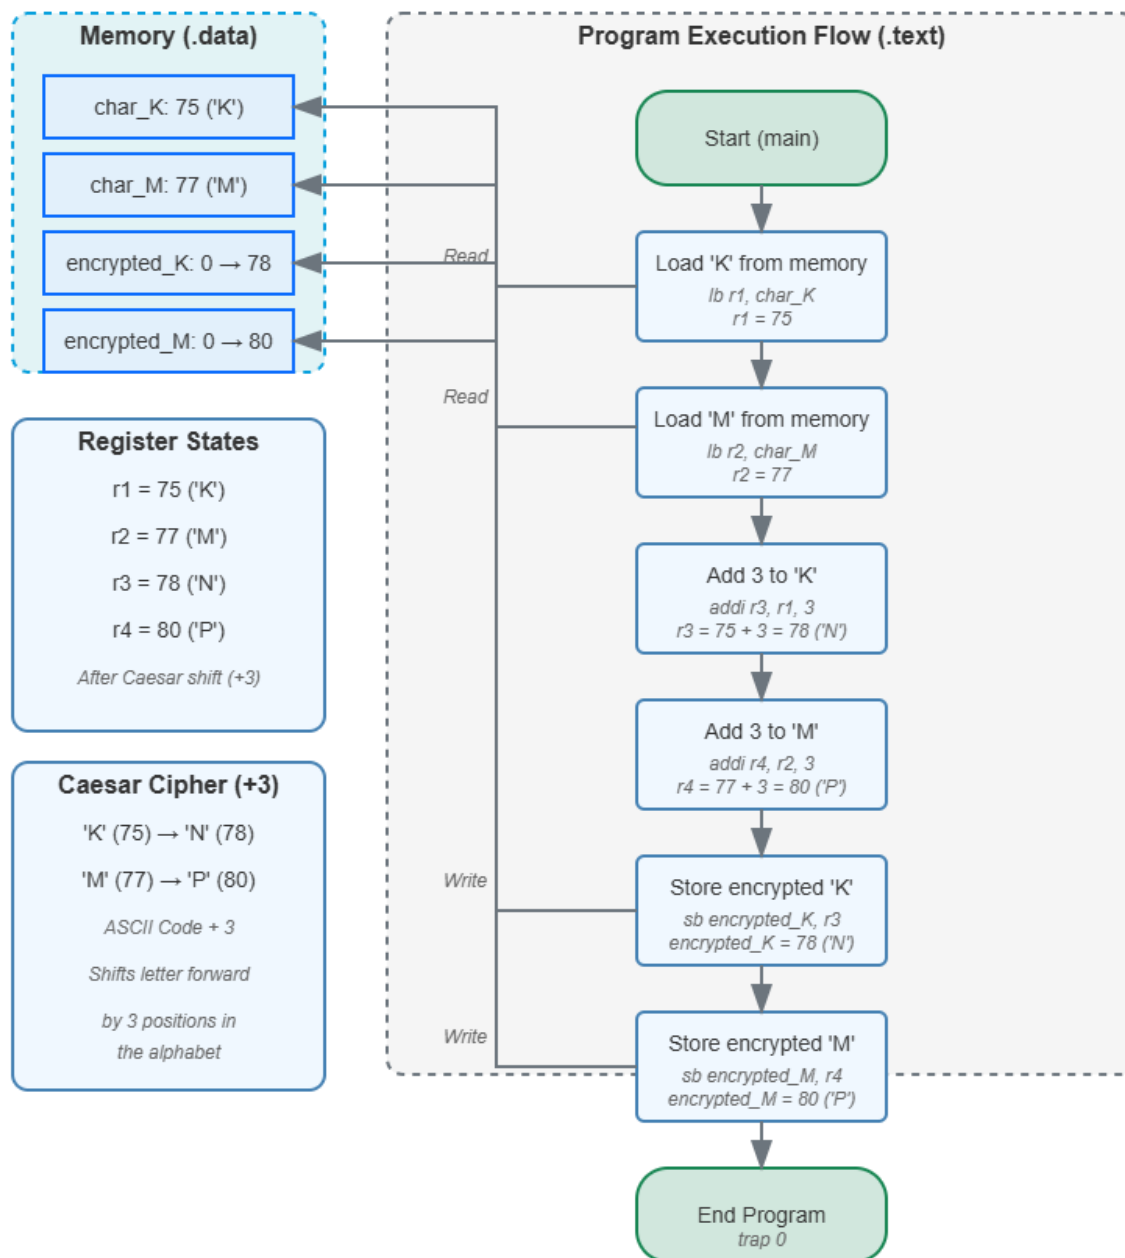 Memory (.data)
char_K: 75 ('K')
char_M: 77 ('M')
encrypted_K: 0 → 78
encrypted_M: 0 → 80
Register States
r1 = 75 ('K')
r2 = 77 ('M')
r3 = 78 ('N')
r4 = 80 ('P')
After Caesar shift (+3)
Caesar Cipher (+3)
'K' (75) → 'N' (78)
'M' (77) → 'P' (80)
ASCII Code + 3
Shifts letter forward
by 3 positions in
the alphabet
Program Execution Flow (.text)
Start (main)
Read
Load 'K' from memory
lb r1, char_K
r1 = 75
Read
Load 'M' from memory
lb r2, char_M
r2 = 77
Add 3 to 'K'
addi r3, r1, 3
r3 = 75 + 3 = 78 ('N')
Add 3 to 'M'
addi r4, r2, 3
r4 = 77 + 3 = 80 ('P')
Write
Store encrypted 'K'
sb encrypted_K, r3
encrypted_K = 78 ('N')
Write
Store encrypted 'M'
sb encrypted_M, r4
encrypted_M = 80 ('P')
End Program
trap 0